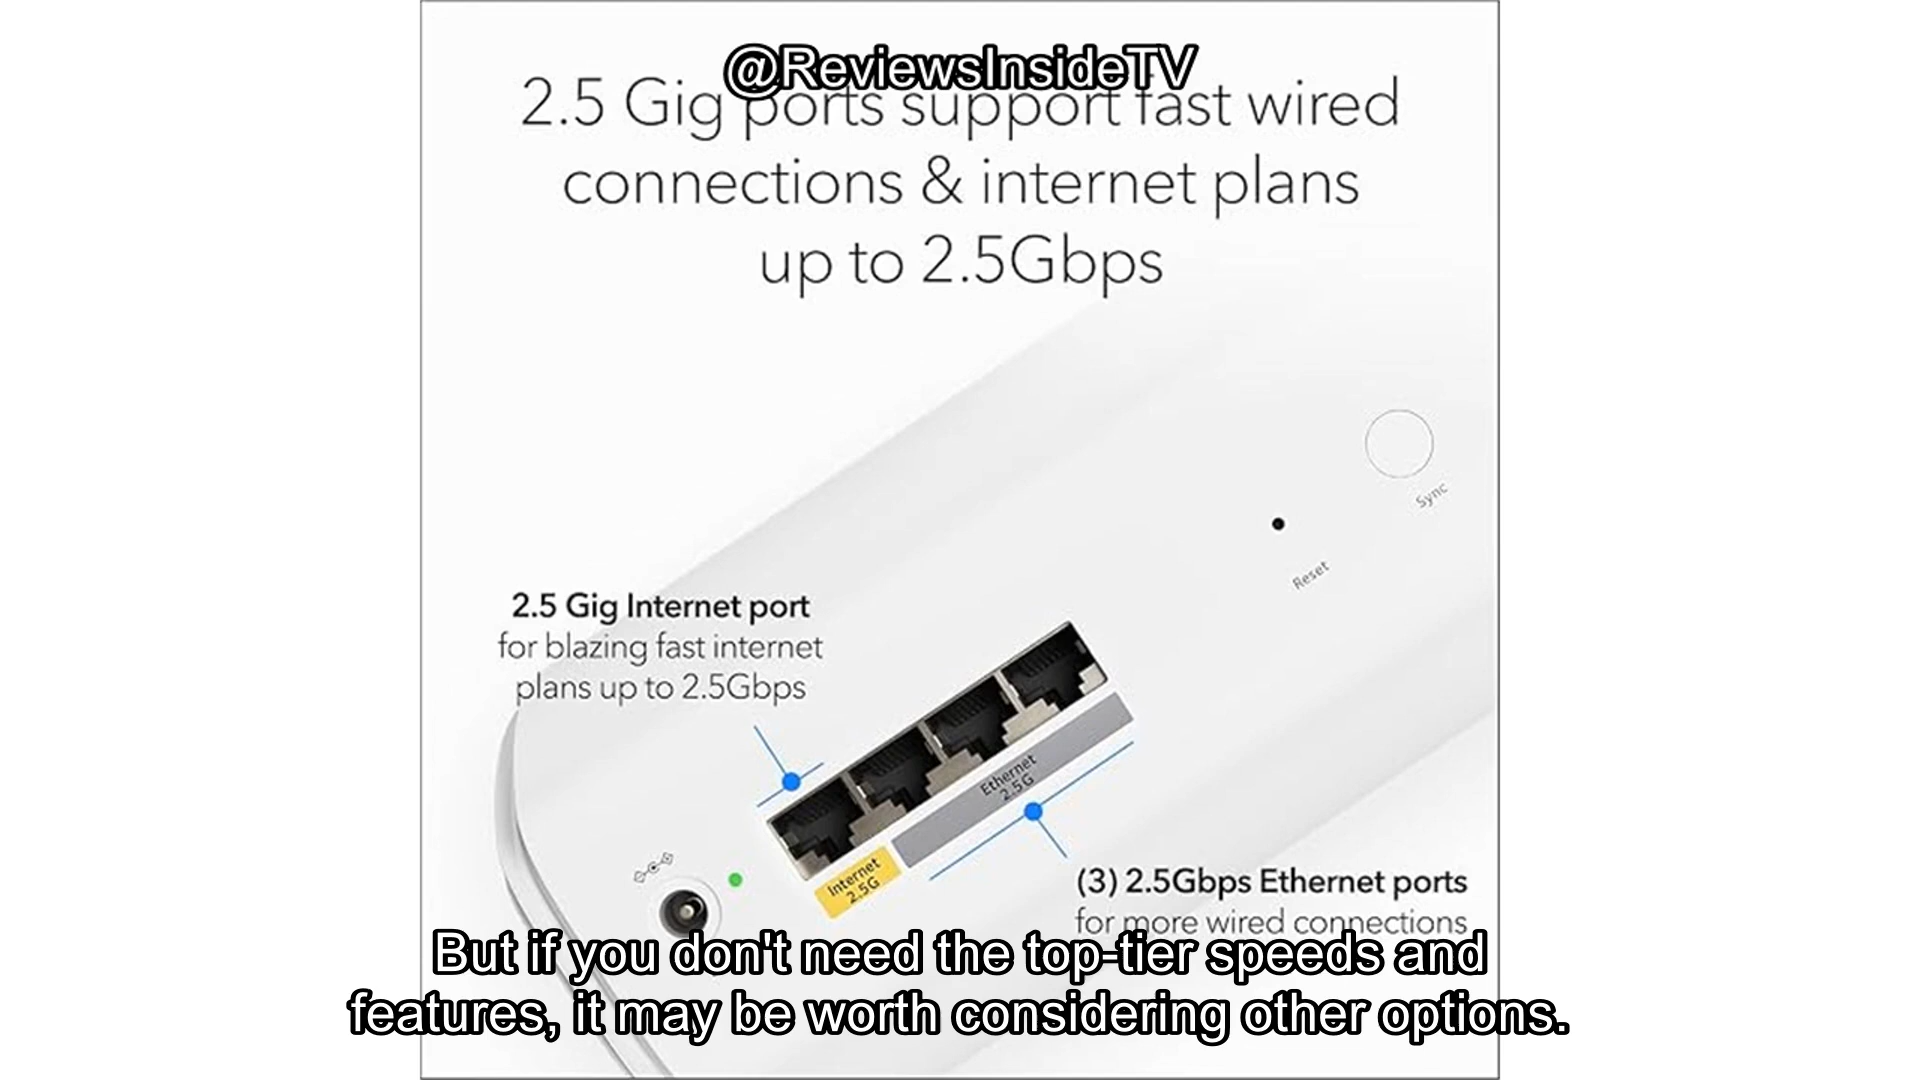 @ReviewsInsideTV
2.5 Gig ports support fast wired
connections & internet plans
up to 2.5Gbps
Sync
Reset
2.5 Gig Internet port
for blazing fast internet
plans up to 2.5Gbps
Ethernet
2.5G
Internet
2.5G
(3) 2.5Gbps Ethernet ports
for more wired connections
But if you don't need the top-tier speeds and
features, it may be worth considering other options.